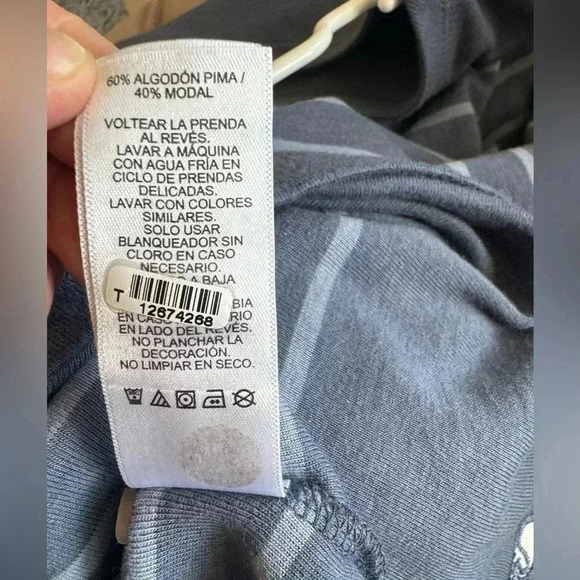 60% ALGODÓN PIMA /
40% MODAL
VOLTEAR LA PRENDA
AL REVÉS.
LAVAR A MÁQUINA
CON AGUA FRÍA EN
CICLO DE PRENDAS
DELICADAS.
LAVAR CON COLORES
SIMILARES.
SOLO USAR
BLANQUEADOR SIN
CLORO EN CASO
NECESARIO.
A BAJA
T 12674268
EN LADO DEL REVÉS.
NO PLANCHAR LA
DECORACIÓN.
NO LIMPIAR EN SECO.